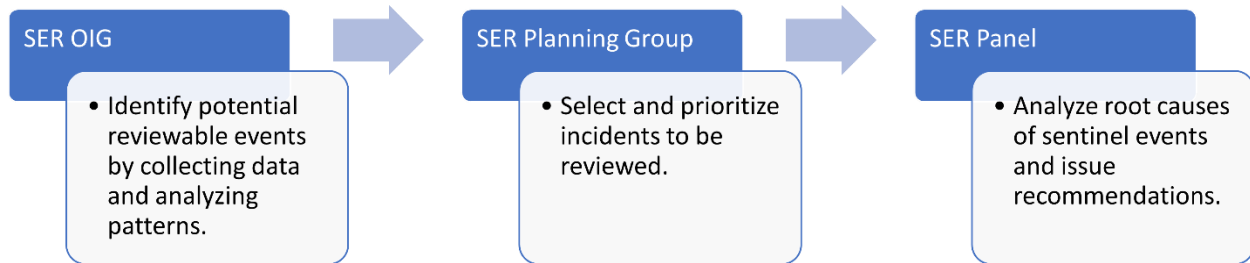 SER OIG
• Identify potential
reviewable events
by collecting data
and analyzing
patterns.
SER Planning Group
• Select and prioritize
incidents to be
reviewed.
SER Panel
• Analyze root causes
of sentinel events
and issue
recommendations.